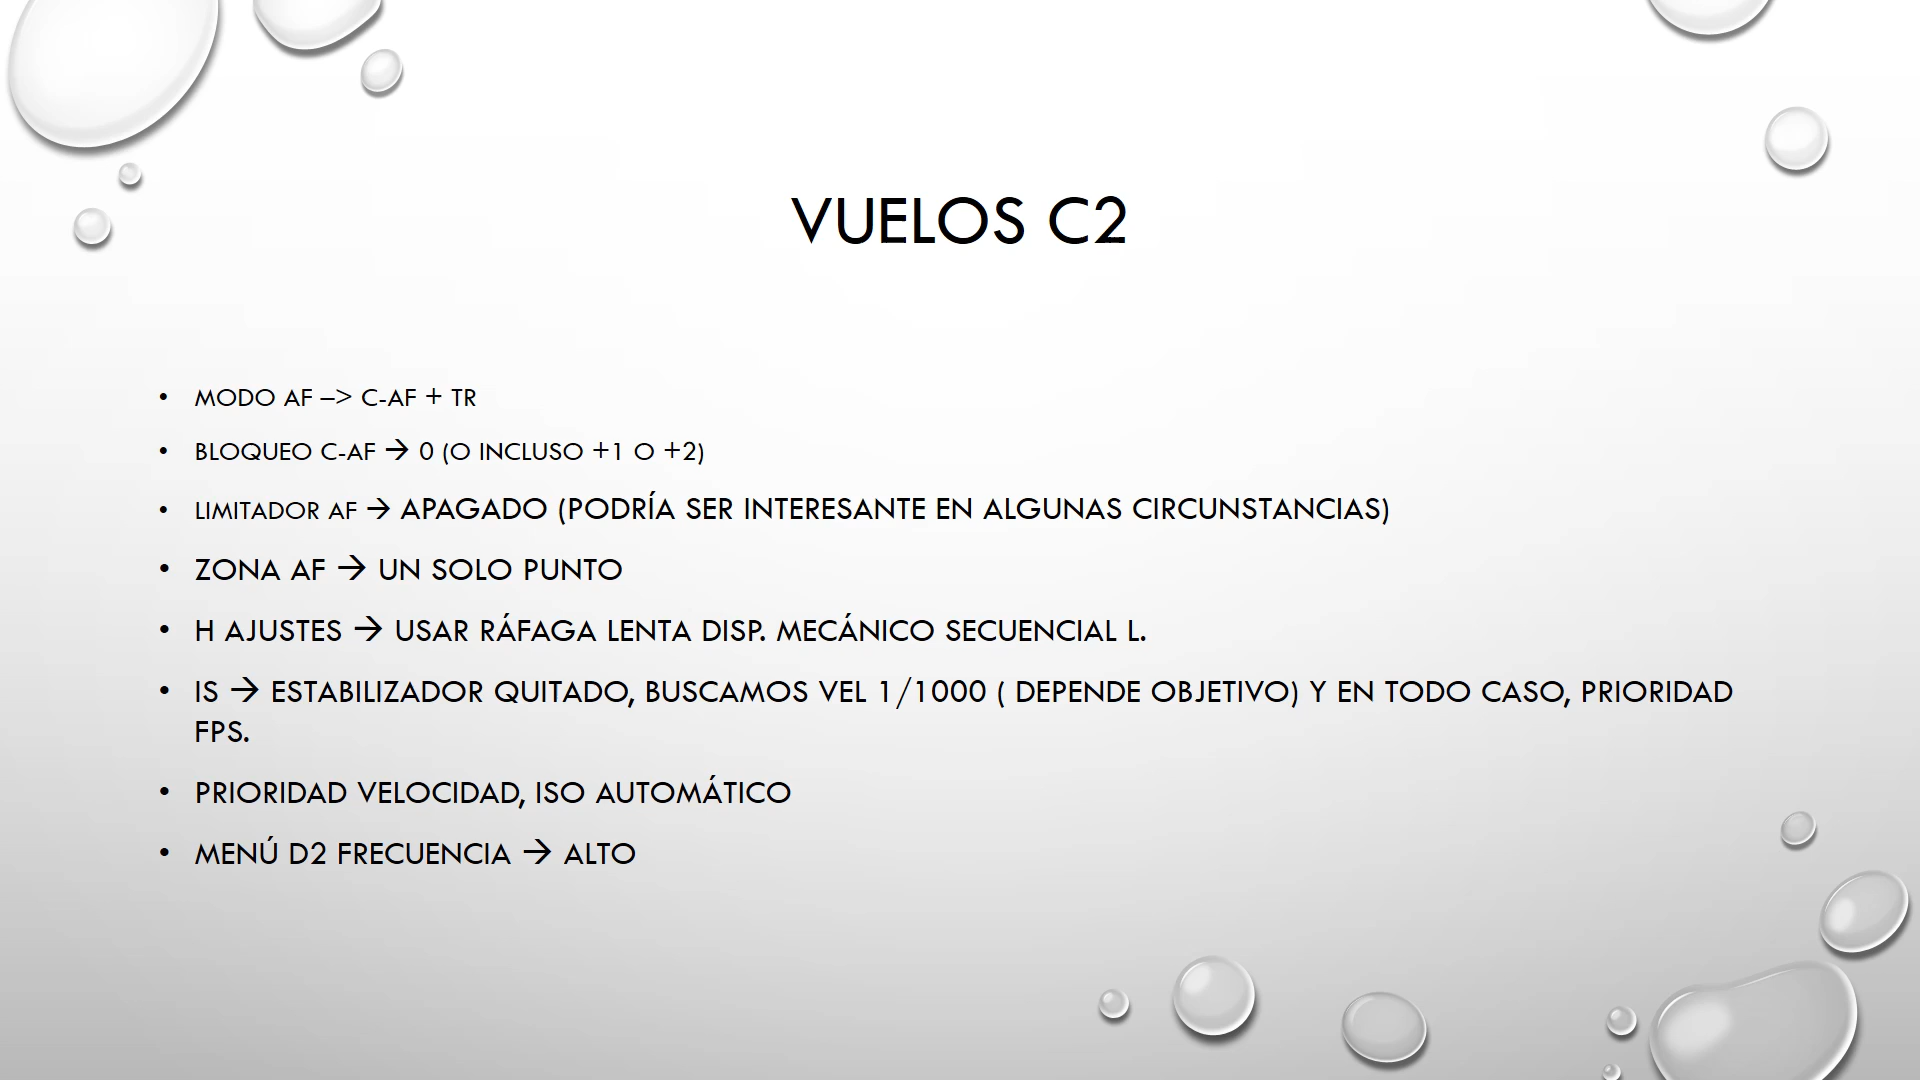 VUELOS C2
• MODO AF –> C-AF + TR
• BLOQUEO C-AF → 0 (O INCLUSO +1 O +2)
• LIMITADOR AF → APAGADO (PODRÍA SER INTERESANTE EN ALGUNAS CIRCUNSTANCIAS)
• ZONA AF → UN SOLO PUNTO
• H AJUSTES → USAR RÁFAGA LENTA DISP. MECÁNICO SECUENCIAL L.
• IS → ESTABILIZADOR QUITADO, BUSCAMOS VEL 1/1000 ( DEPENDE OBJETIVO) Y EN TODO CASO, PRIORIDAD
FPS.
• PRIORIDAD VELOCIDAD, ISO AUTOMÁTICO
• MENÚ D2 FRECUENCIA → ALTO